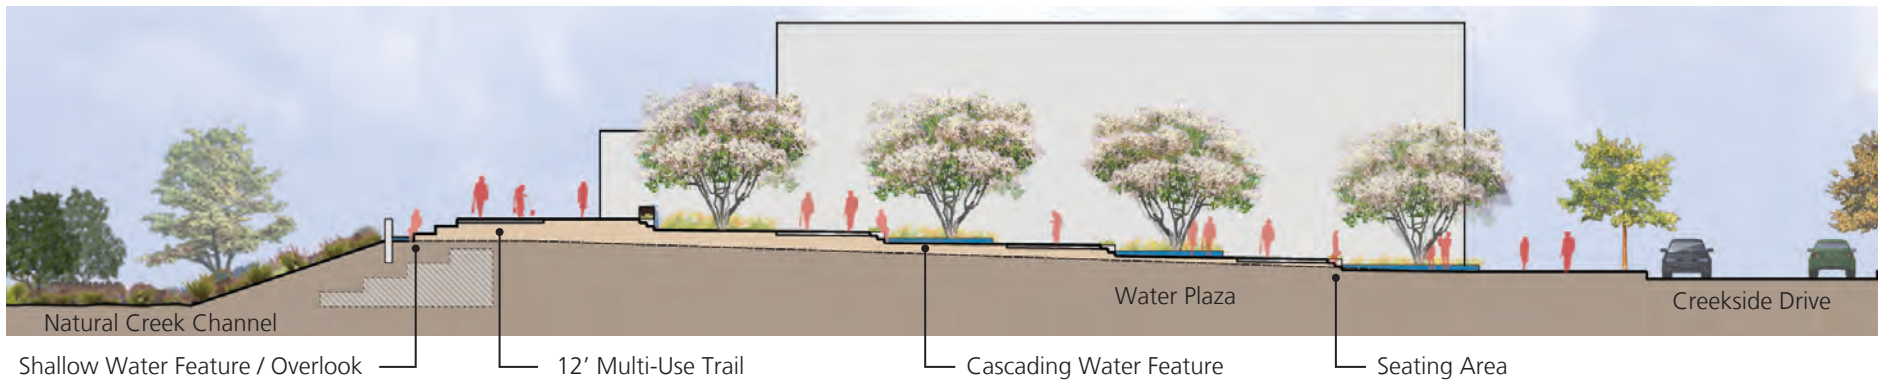 Water Plaza
Creekside Drive
Natural Creek Channel
Shallow Water Feature / Overlook
12’ Multi-Use Trail
Cascading Water Feature
Seating Area